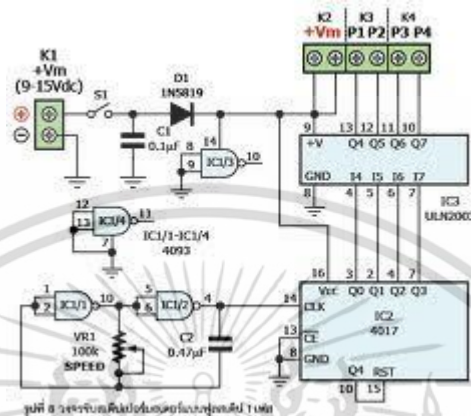 K1
+Vm
(9-15Vdc)
S1
D1
1N5819
C1
0.1µF
14
8
9
IC1/3
10
K2 K3 K4
+Vm P1 P2 P3 P4
9 13 12 11 10
+V Q4 Q5 Q6 Q7
GND I4 I5 I6 I7
8 4 5 6 7
IC3
12
13
IC1/4
11
7
IC1/1-IC1/4
4093
16 3 2 4 7
Vcc Q0 Q1 Q2 Q3
14
CLK
IC2
4017
13
CE
8
GND
Q4 RST
10 15
1
2
IC1/1
10
5
6
IC1/2
4
VR1
100k
SPEED
C2
0.47µF